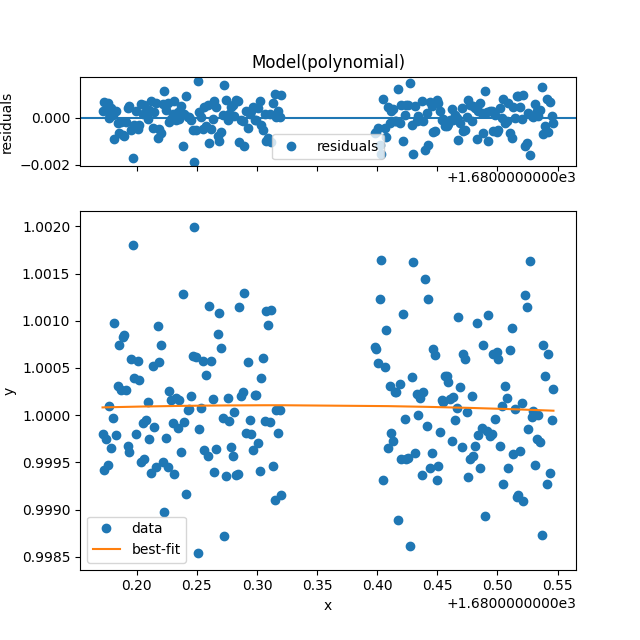 Model(polynomial)
residuals
0.000
−0.002
residuals
+1.6800000000e3
y
1.0020
1.0015
1.0010
1.0005
1.0000
0.9995
0.9990
0.9985
data
best-fit
0.20 0.25 0.30 0.35 0.40 0.45 0.50 0.55
x
+1.6800000000e3